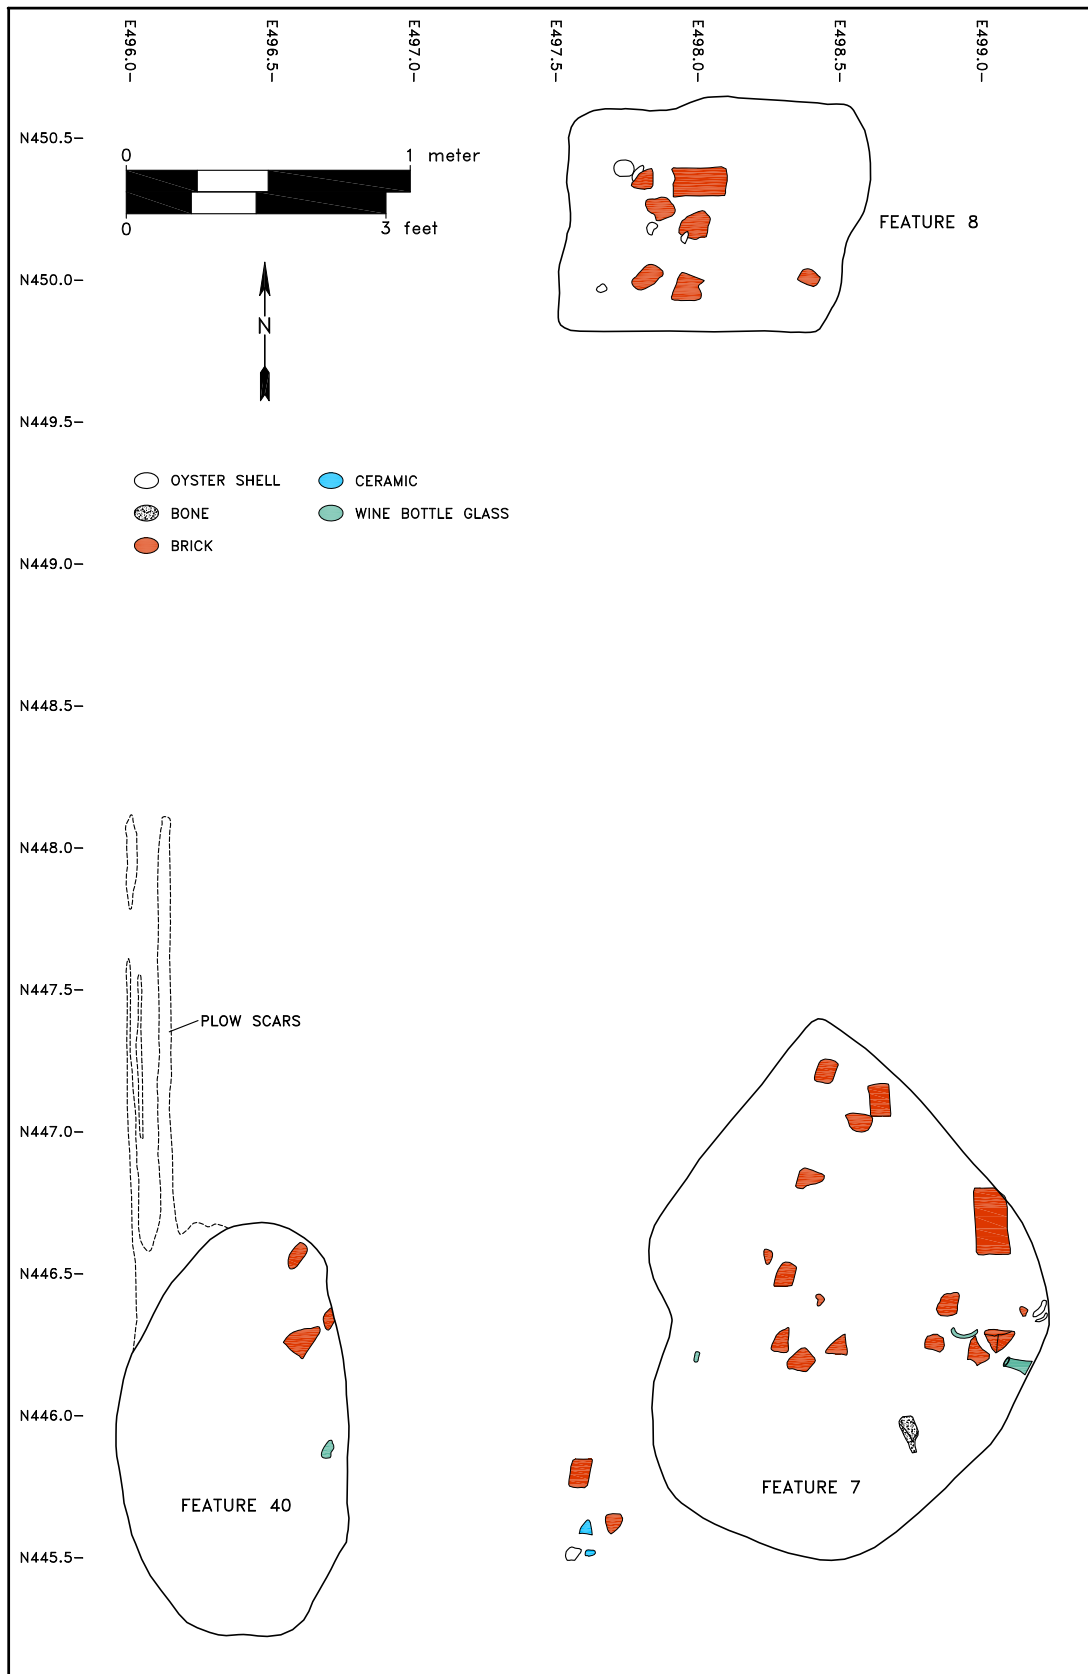 E496.0–
E496.5–
E497.0–
E497.5–
E498.0–
E498.5–
E499.0–
N450.5–
0 1 meter
0 3 feet
FEATURE 8
N450.0–
N
N449.5–
OYSTER SHELL CERAMIC
BONE WINE BOTTLE GLASS
BRICK
N449.0–
N448.5–
N448.0–
N447.5–
PLOW SCARS
N447.0–
N446.5–
N446.0–
FEATURE 7
FEATURE 40
N445.5–